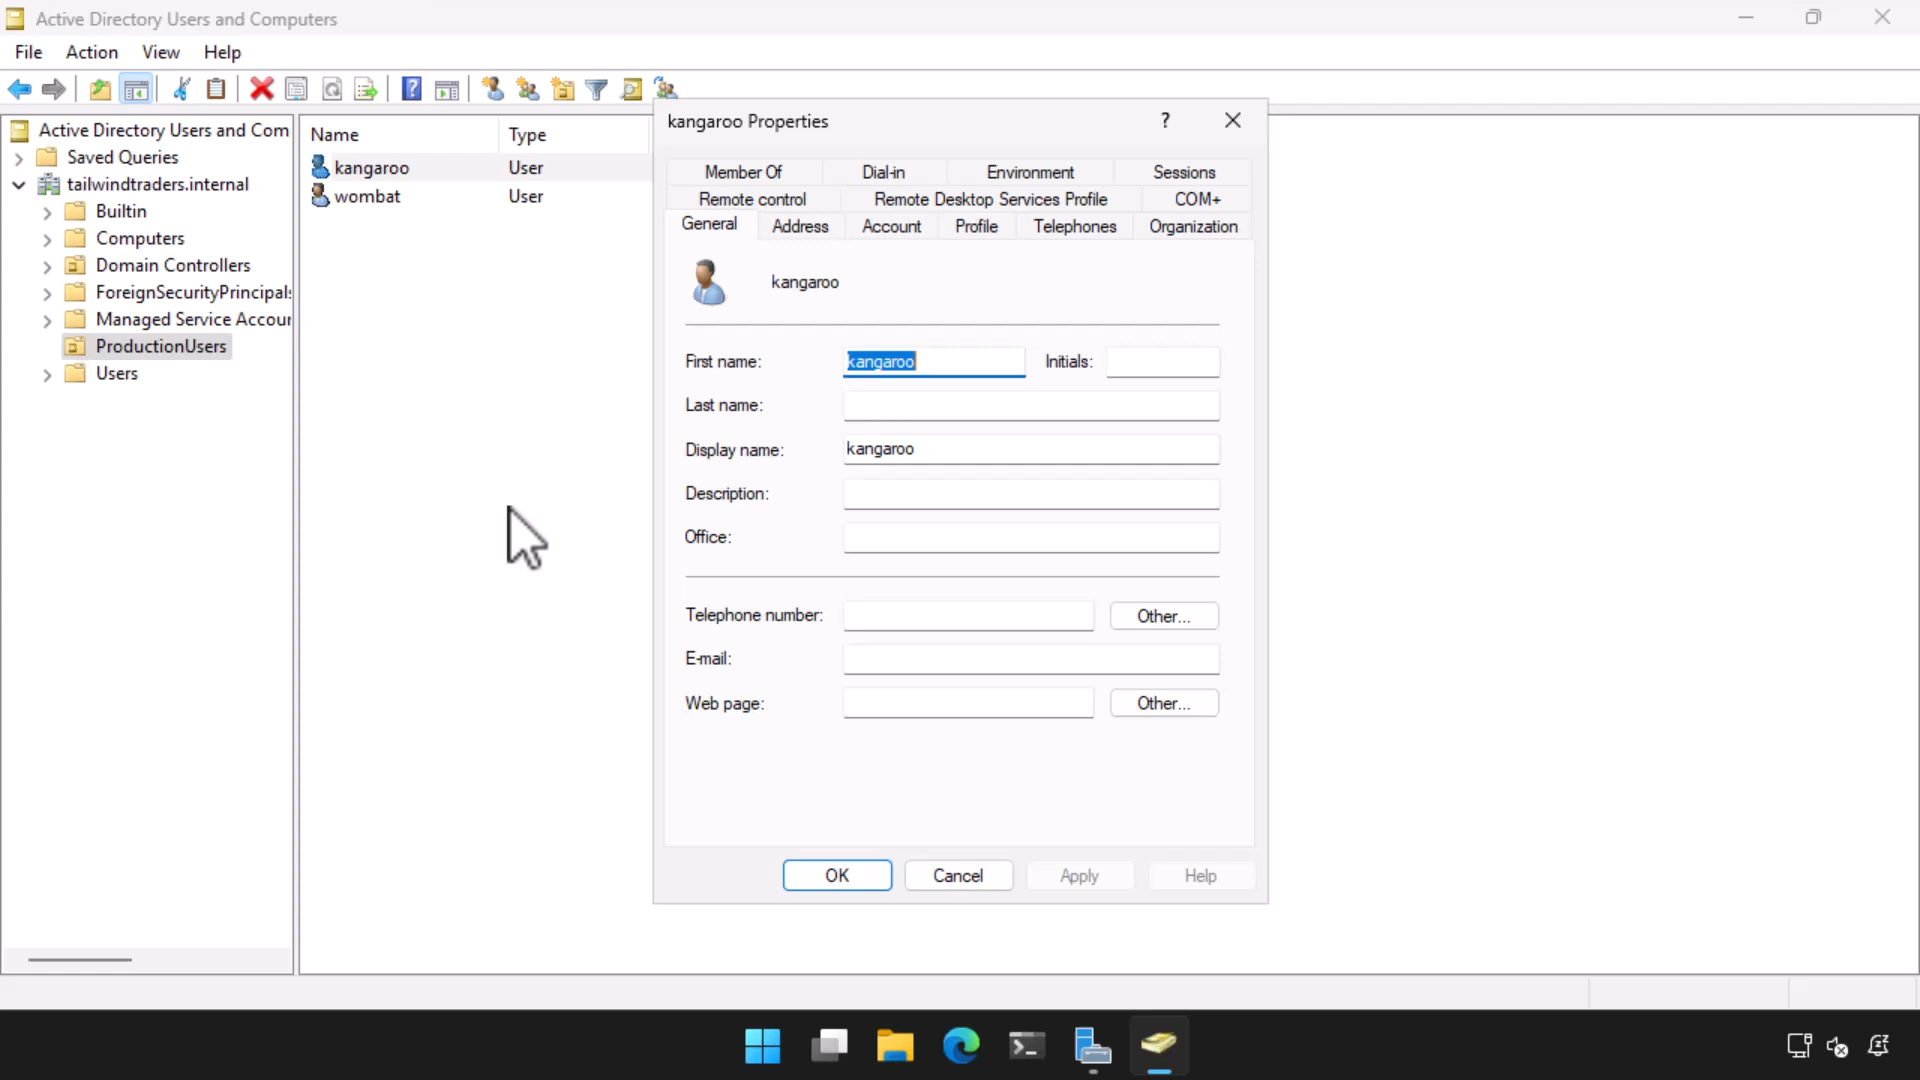 Active Directory Users and Computers
File Action View Help
Active Directory Users and Com
Saved Queries
tailwindtraders.internal
Builtin
Computers
Domain Controllers
ForeignSecurityPrincipals
Managed Service Accour
ProductionUsers
Users
Name Type
kangaroo User
wombat User
kangaroo Properties ?
Member Of Dial-in Environment Sessions
Remote control Remote Desktop Services Profile COM+
General Address Account Profile Telephones Organization
kangaroo
First name: kangaroo Initials:
Last name:
Display name: kangaroo
Description:
Office:
Telephone number: Other...
E-mail:
Web page: Other...
OK Cancel Apply Help